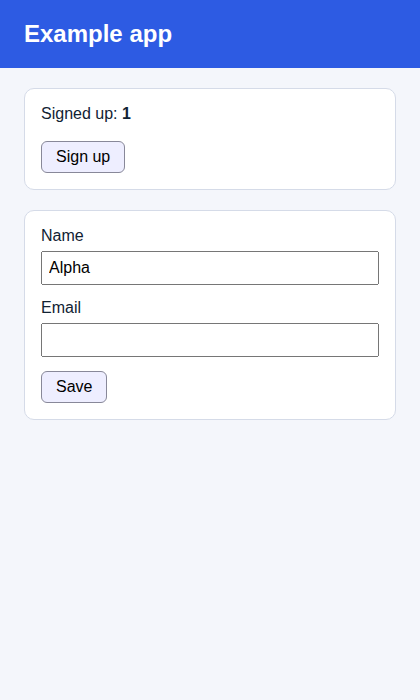 Example app
Signed up: 1
Sign up
Name
Alpha
Email
Save